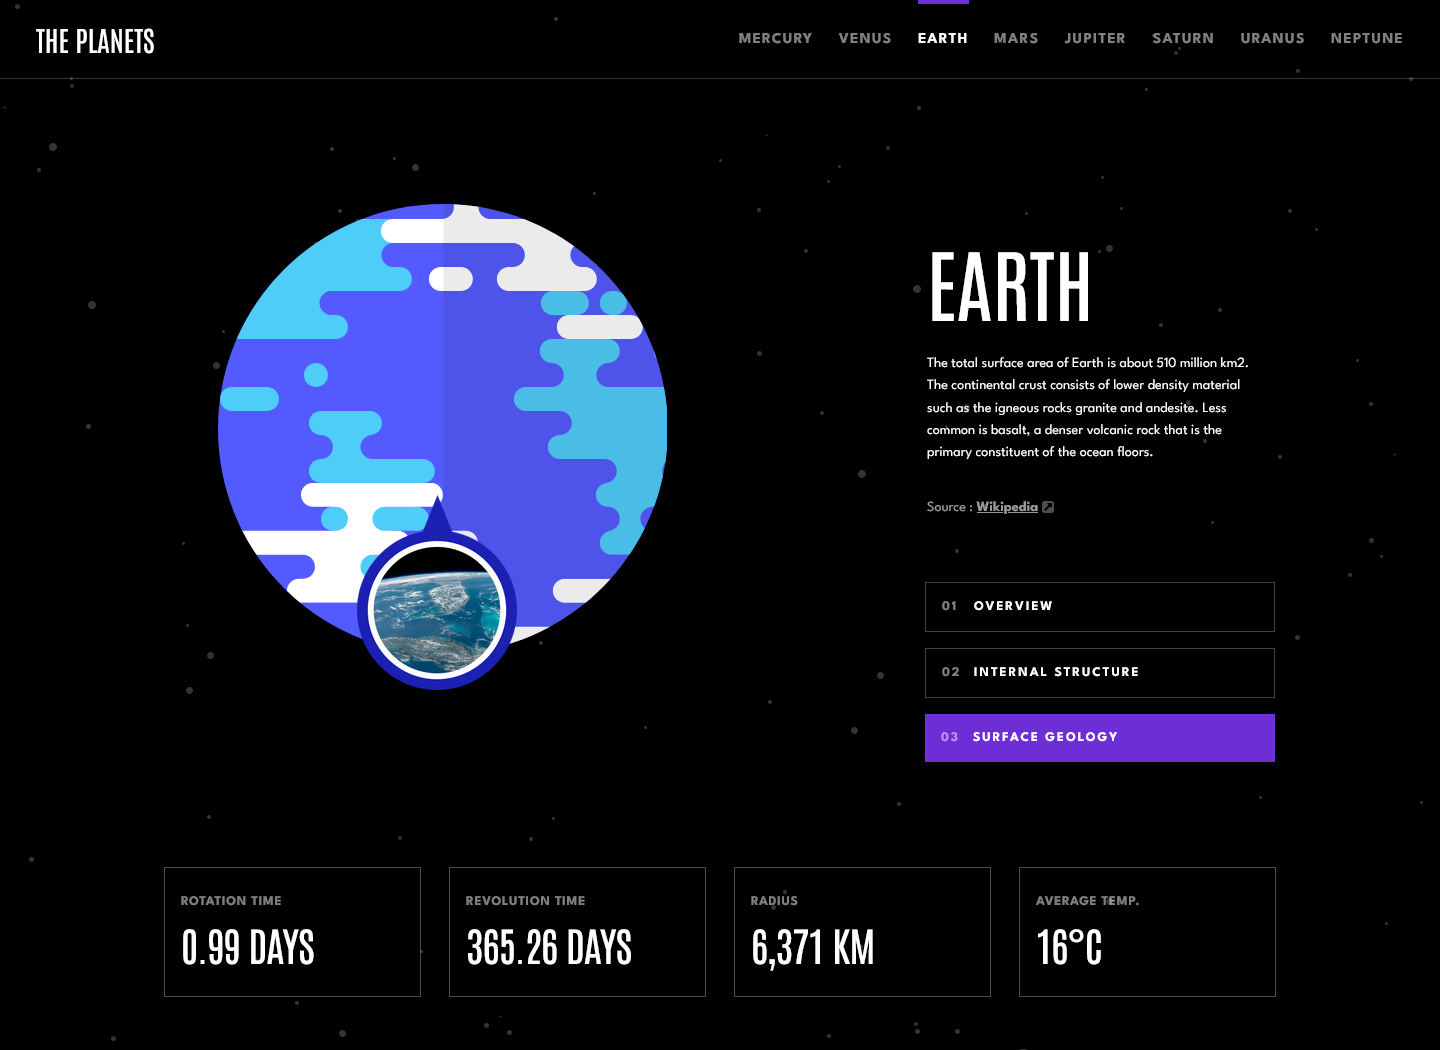 THE PLANETS
MERCURY VENUS EARTH MARS JUPITER SATURN URANUS NEPTUNE
EARTH
The total surface area of Earth is about 510 million km2.
The continental crust consists of lower density material
such as the igneous rocks granite and andesite. Less
common is basalt, a denser volcanic rock that is the
primary constituent of the ocean floors.
Source : Wikipedia
01 OVERVIEW
02 INTERNAL STRUCTURE
03 SURFACE GEOLOGY
ROTATION TIME
0.99 DAYS
REVOLUTION TIME
365.26 DAYS
RADIUS
6,371 KM
AVERAGE TEMP.
16°C